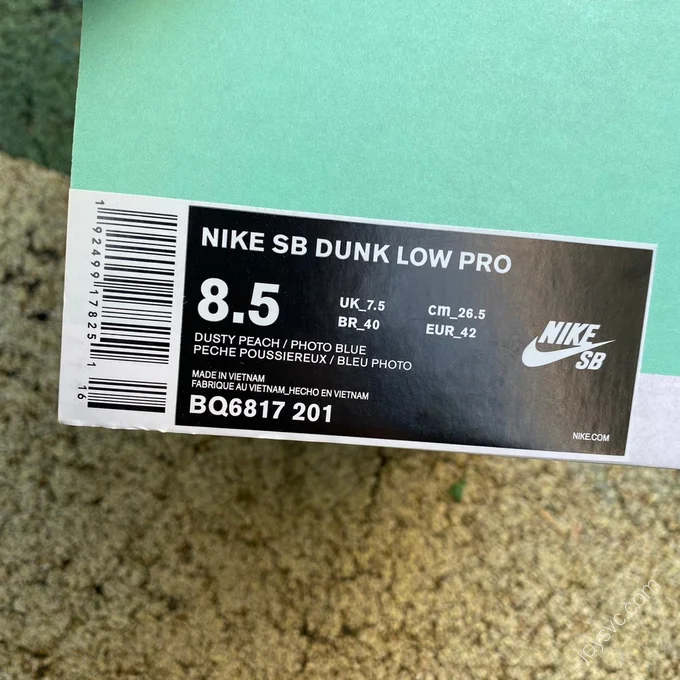 1 92499 17825 1
16
NIKE SB DUNK LOW PRO
8.5
UK_7.5
cm_26.5
BR_40
EUR_42
DUSTY PEACH / PHOTO BLUE
PECHE POUSSIEREUX / BLEU PHOTO
MADE IN VIETNAM
FABRIQUE AU VIETNAM_HECHO EN VIETNAM
BQ6817 201
NIKE
SB
NIKE.COM
joysvc.com